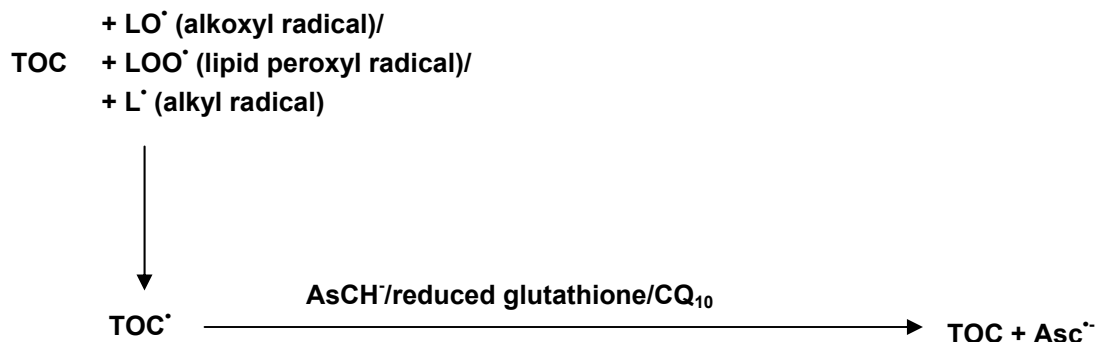 + LO• (alkoxyl radical)/
TOC + LOO• (lipid peroxyl radical)/
+ L• (alkyl radical)
AsCH⁻/reduced glutathione/CQ₁₀
TOC• TOC + Asc•⁻